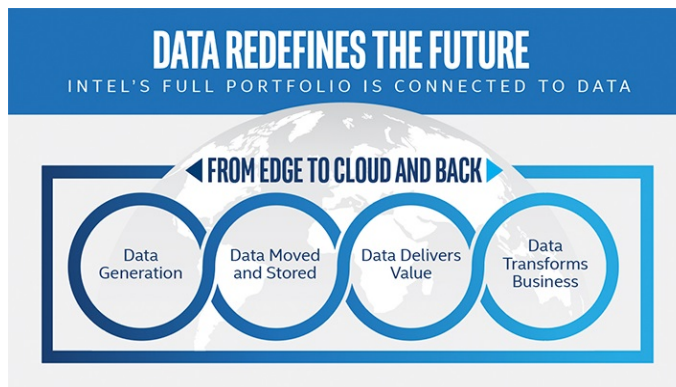 DATA REDEFINES THE FUTURE
INTEL'S FULL PORTFOLIO IS CONNECTED TO DATA
FROM EDGE TO CLOUD AND BACK
Data
Generation
Data Moved
and Stored
Data Delivers
Value
Data
Transforms
Business